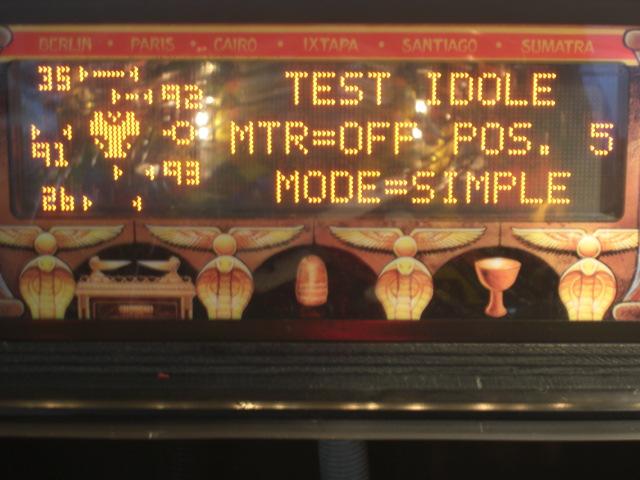 BERLIN • PARIS • CAIRO • IXTAPA • SANTIAGO • SUMATRA
TEST IDOLE
MTR=OFF POS. 5
MODE=SIMPLE
35
92
91
93
26